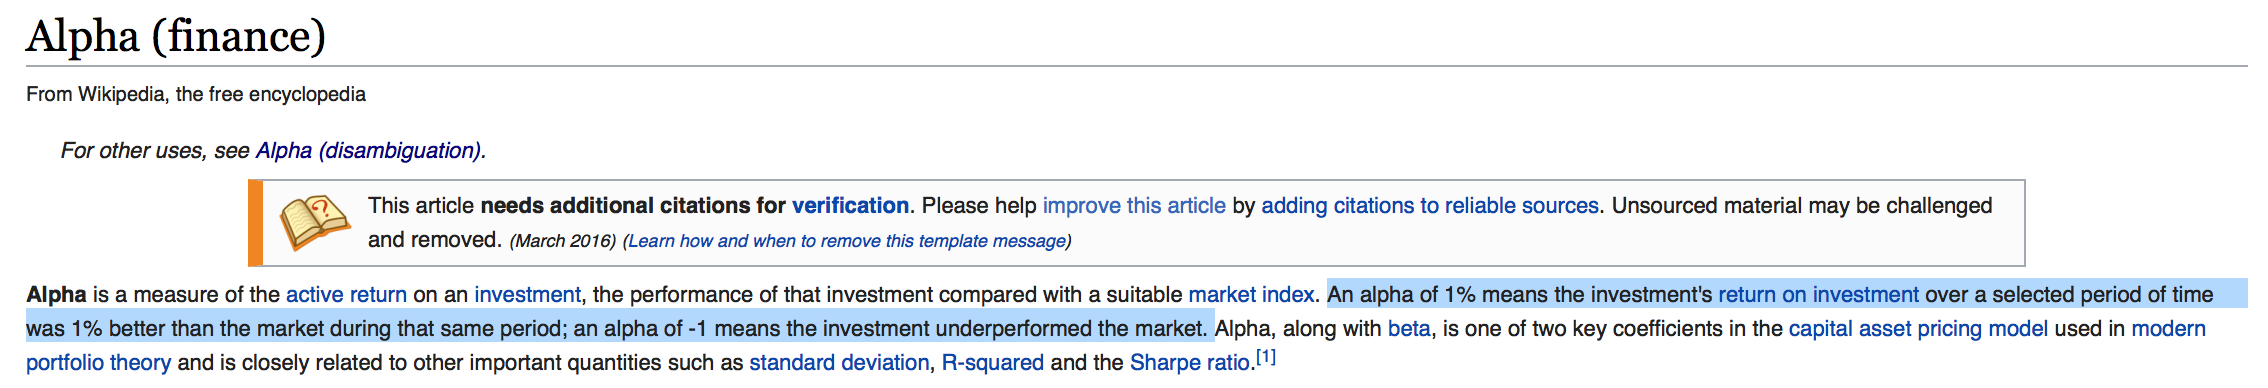 Alpha (finance)
From Wikipedia, the free encyclopedia
For other uses, see Alpha (disambiguation).
This article needs additional citations for verification. Please help improve this article by adding citations to reliable sources. Unsourced material may be challenged
and removed. (March 2016) (Learn how and when to remove this template message)
Alpha is a measure of the active return on an investment, the performance of that investment compared with a suitable market index. An alpha of 1% means the investment's return on investment over a selected period of time
was 1% better than the market during that same period; an alpha of -1 means the investment underperformed the market. Alpha, along with beta, is one of two key coefficients in the capital asset pricing model used in modern
portfolio theory and is closely related to other important quantities such as standard deviation, R-squared and the Sharpe ratio.[1]